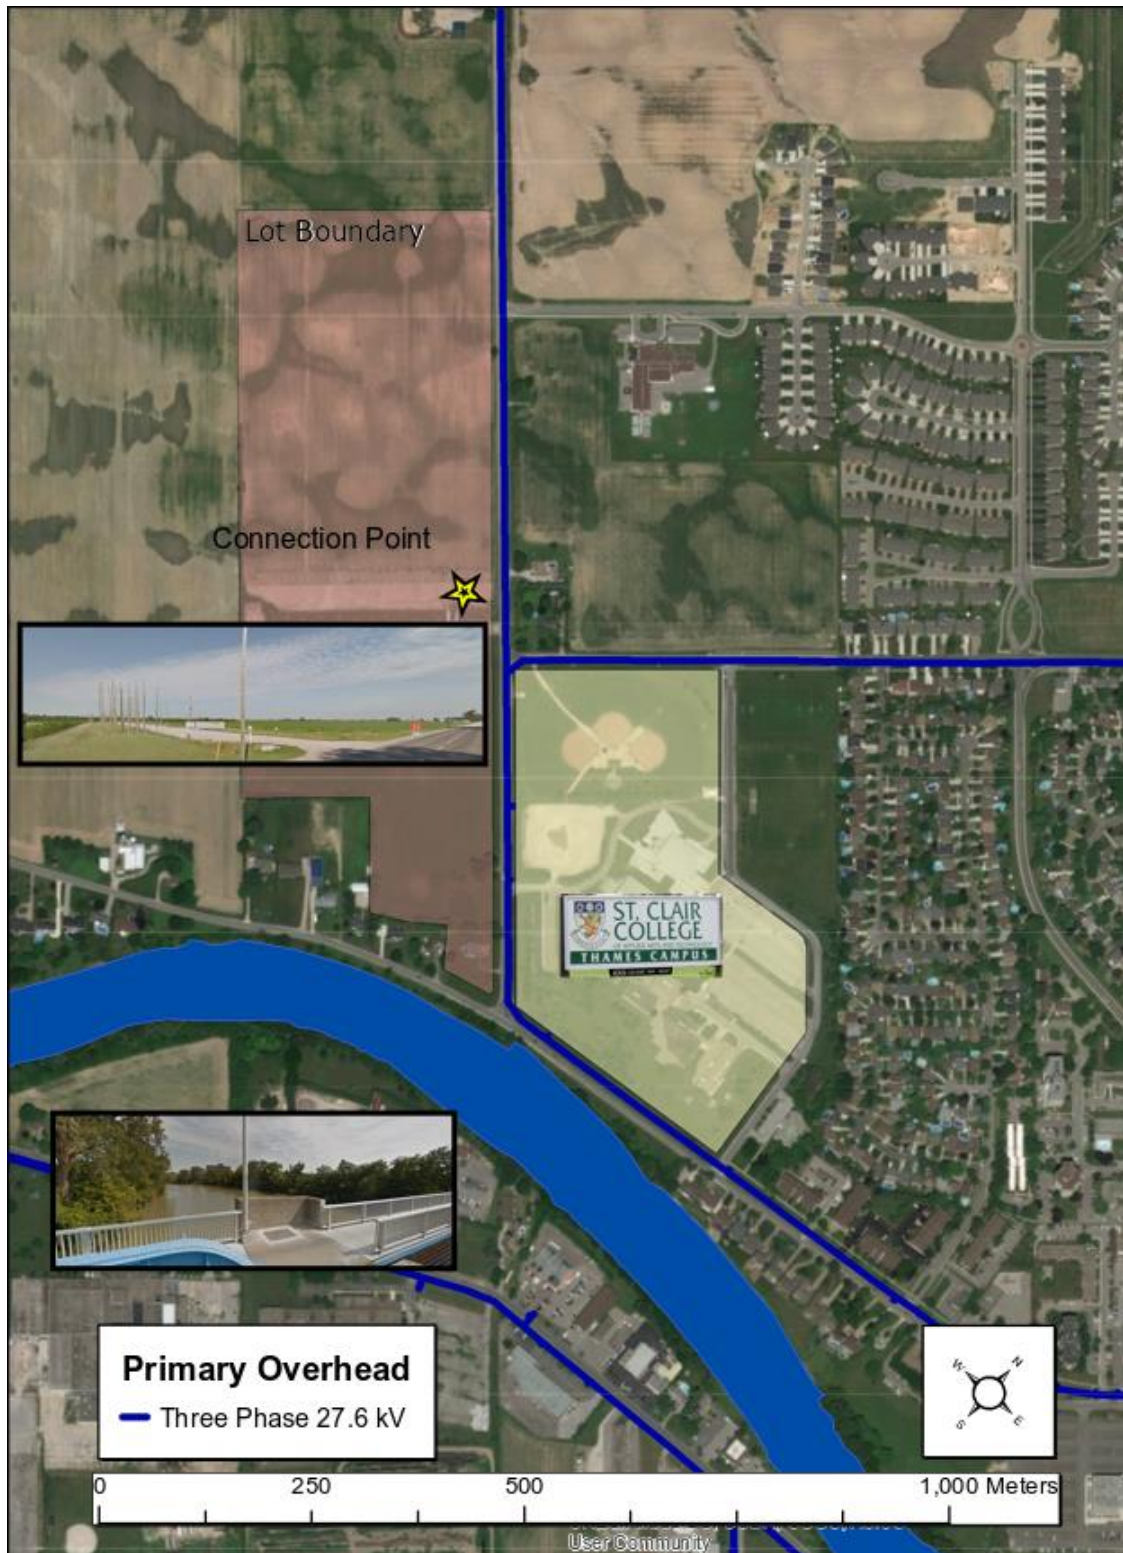 Lot Boundary
Connection Point
ST. CLAIR
COLLEGE
THAMES CAMPUS
Primary Overhead
Three Phase 27.6 kV
W N
S E
0 250 500 1,000 Meters
User Community